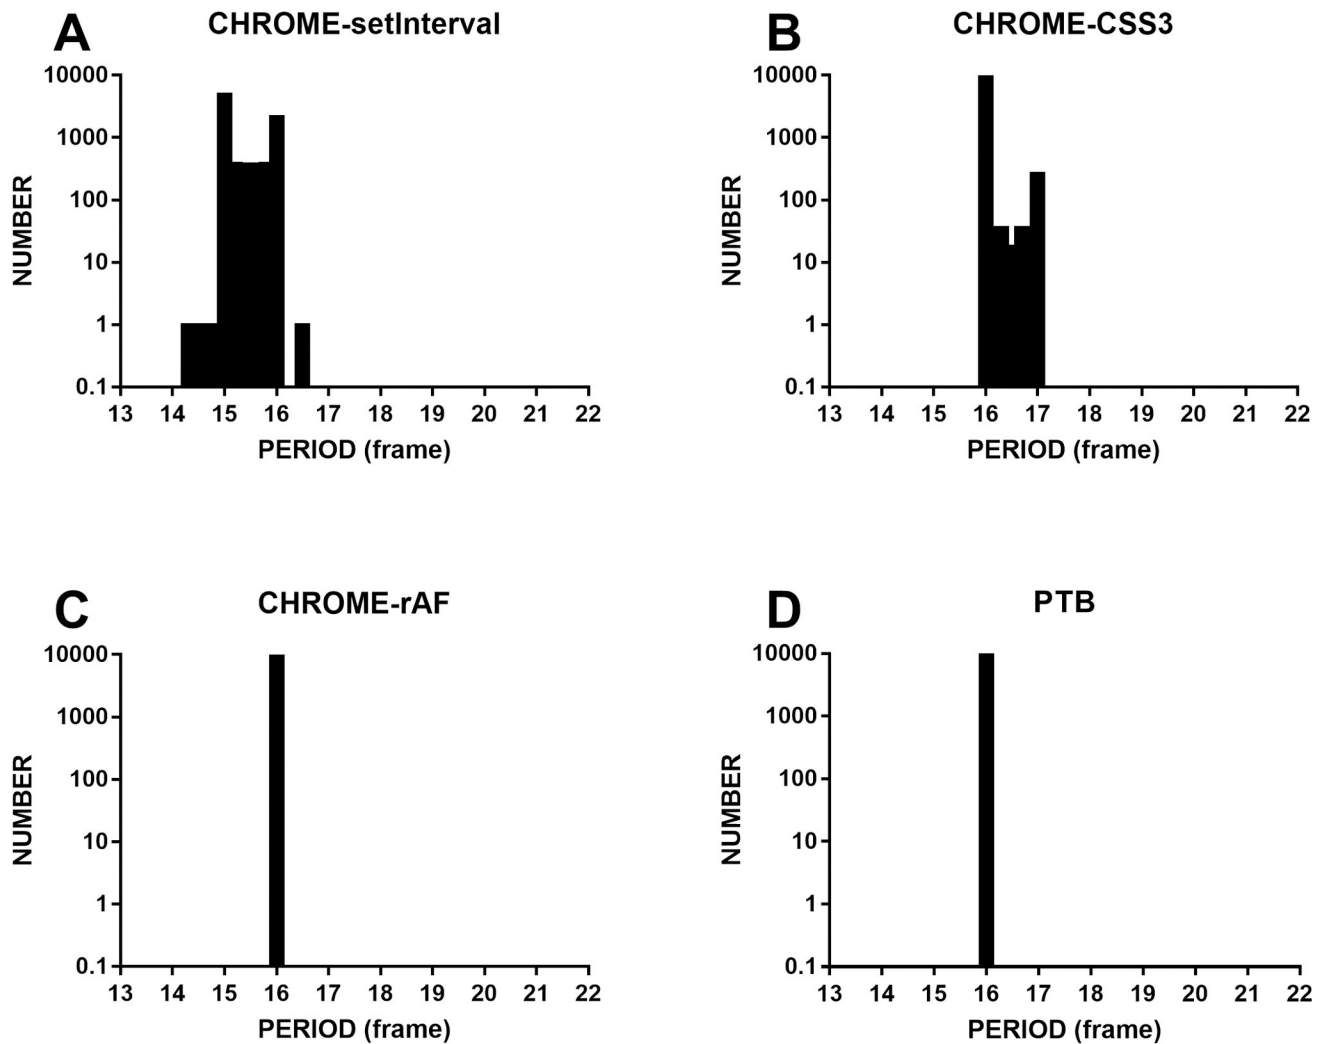 A
CHROME-setInterval
10000
1000
100
10
1
0.1
NUMBER
13 14 15 16 17 18 19 20 21 22
PERIOD (frame)
B
CHROME-CSS3
10000
1000
100
10
1
0.1
NUMBER
13 14 15 16 17 18 19 20 21 22
PERIOD (frame)
C
CHROME-rAF
10000
1000
100
10
1
0.1
NUMBER
13 14 15 16 17 18 19 20 21 22
PERIOD (frame)
D
PTB
10000
1000
100
10
1
0.1
NUMBER
13 14 15 16 17 18 19 20 21 22
PERIOD (frame)